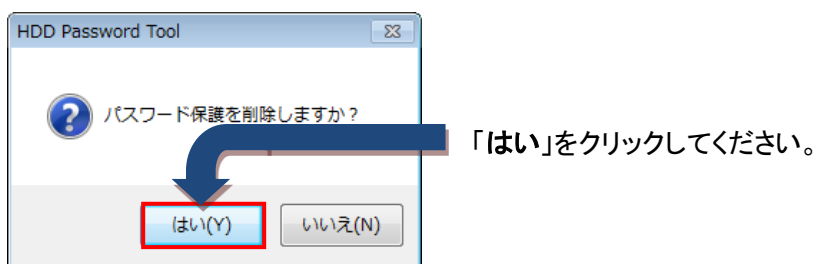 HDD Password Tool
パスワード保護を削除しますか？
「はい」をクリックしてください。
はい(Y)
いいえ(N)